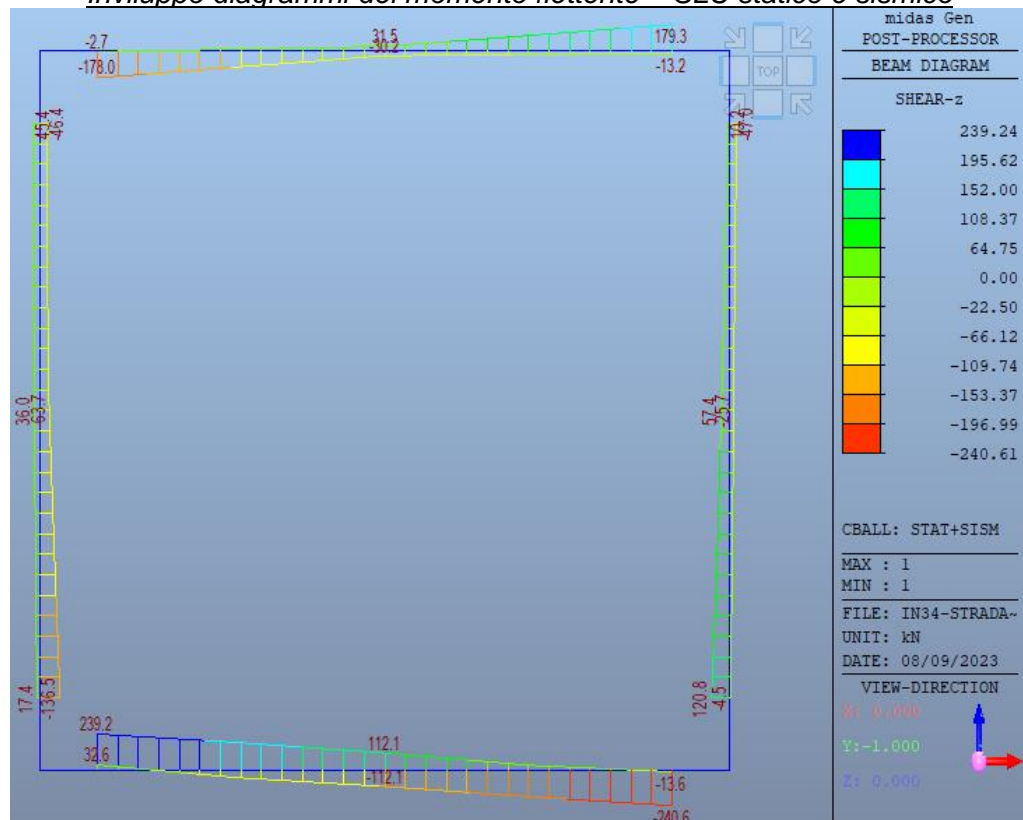 Inviluppo diagrammi del momento flettente – SLU statico e sismico
midas Gen
POST-PROCESSOR
BEAM DIAGRAM
SHEAR-z
239.24
195.62
152.00
108.37
64.75
0.00
-22.50
-66.12
-109.74
-153.37
-196.99
-240.61
CBALL: STAT+SISM
MAX : 1
MIN : 1
FILE: IN34-STRADA~
UNIT: kN
DATE: 08/09/2023
VIEW-DIRECTION
X: 0.000
Y:-1.000
Z: 0.000
TOP
-2.7
-178.0
31.5
-30.2
179.3
-13.2
45.4
-46.4
-47.0
36.0
63.7
57.4
-25.7
17.4
-136.5
120.8
-4.5
239.2
32.6
112.1
-112.1
-13.6
-240.6